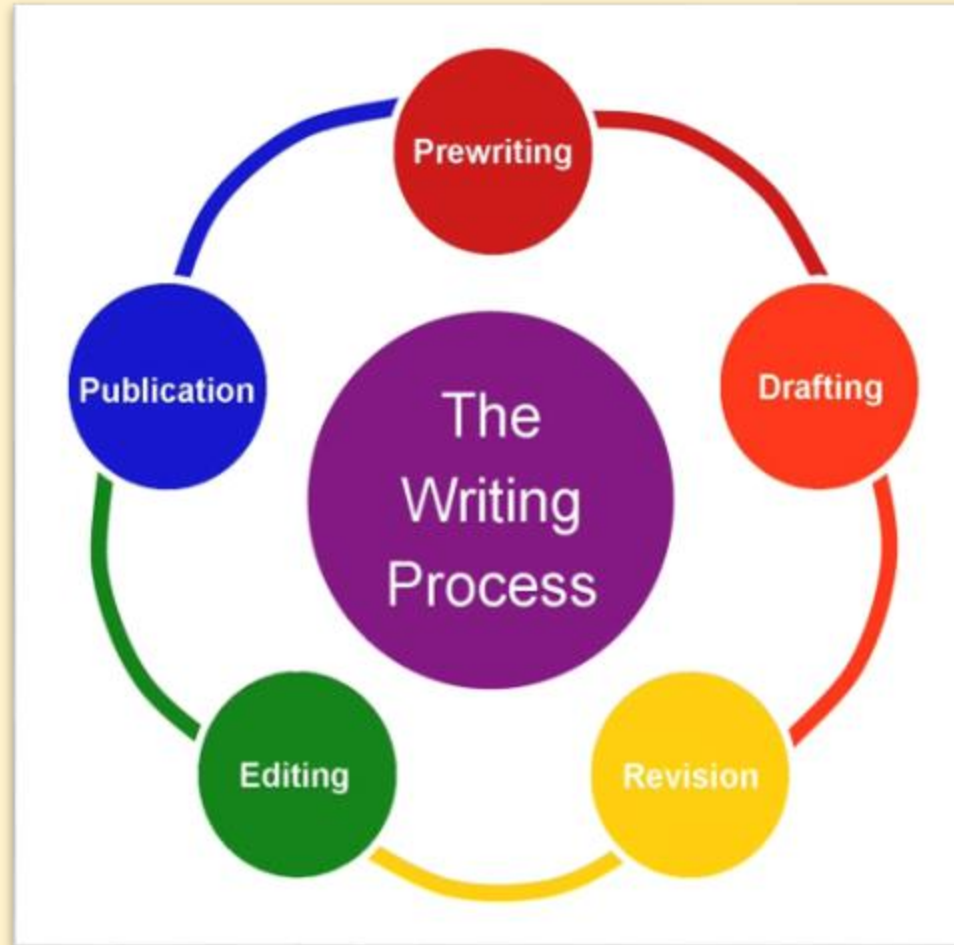 Prewriting
Drafting
Revision
Editing
Publication
The
Writing
Process